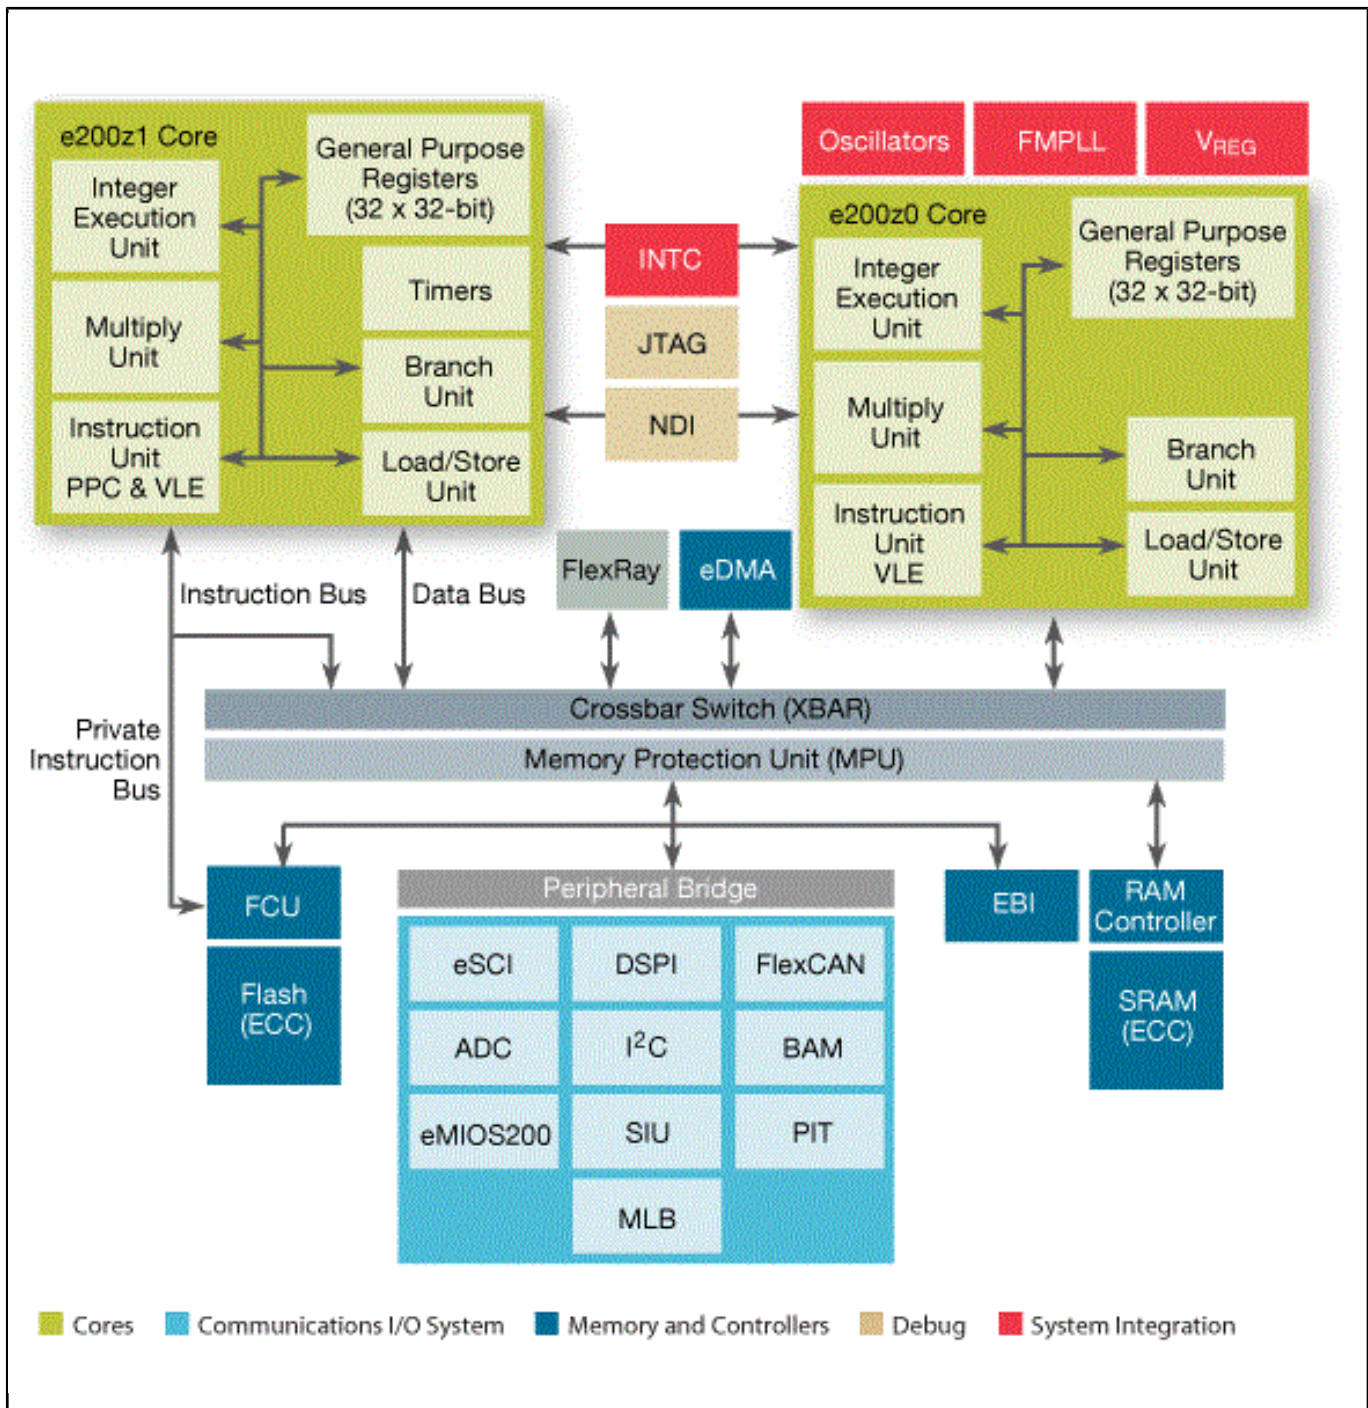 e200z1 Core
Integer
Execution
Unit
General Purpose
Registers
(32 x 32-bit)
Timers
Multiply
Unit
Branch
Unit
Instruction
Unit
PPC & VLE
Load/Store
Unit
INTC
JTAG
NDI
Oscillators
FMPLL
VREG
e200z0 Core
Integer
Execution
Unit
General Purpose
Registers
(32 x 32-bit)
Multiply
Unit
Branch
Unit
Instruction
Unit
VLE
Load/Store
Unit
Instruction Bus
Data Bus
FlexRay
eDMA
Crossbar Switch (XBAR)
Memory Protection Unit (MPU)
Private
Instruction
Bus
FCU
Flash
(ECC)
Peripheral Bridge
eSCI
DSPI
FlexCAN
ADC
I²C
BAM
eMIOS200
SIU
PIT
MLB
EBI
RAM
Controller
SRAM
(ECC)
Cores
Communications I/O System
Memory and Controllers
Debug
System Integration